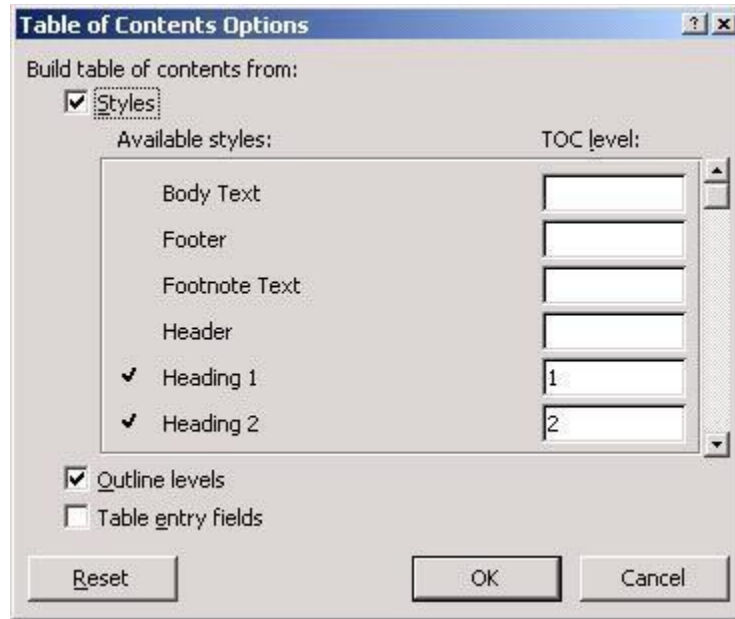 Table of Contents Options
Build table of contents from:
Styles
Available styles: TOC level:
Body Text
Footer
Footnote Text
Header
Heading 1 1
Heading 2 2
Outline levels
Table entry fields
Reset OK Cancel